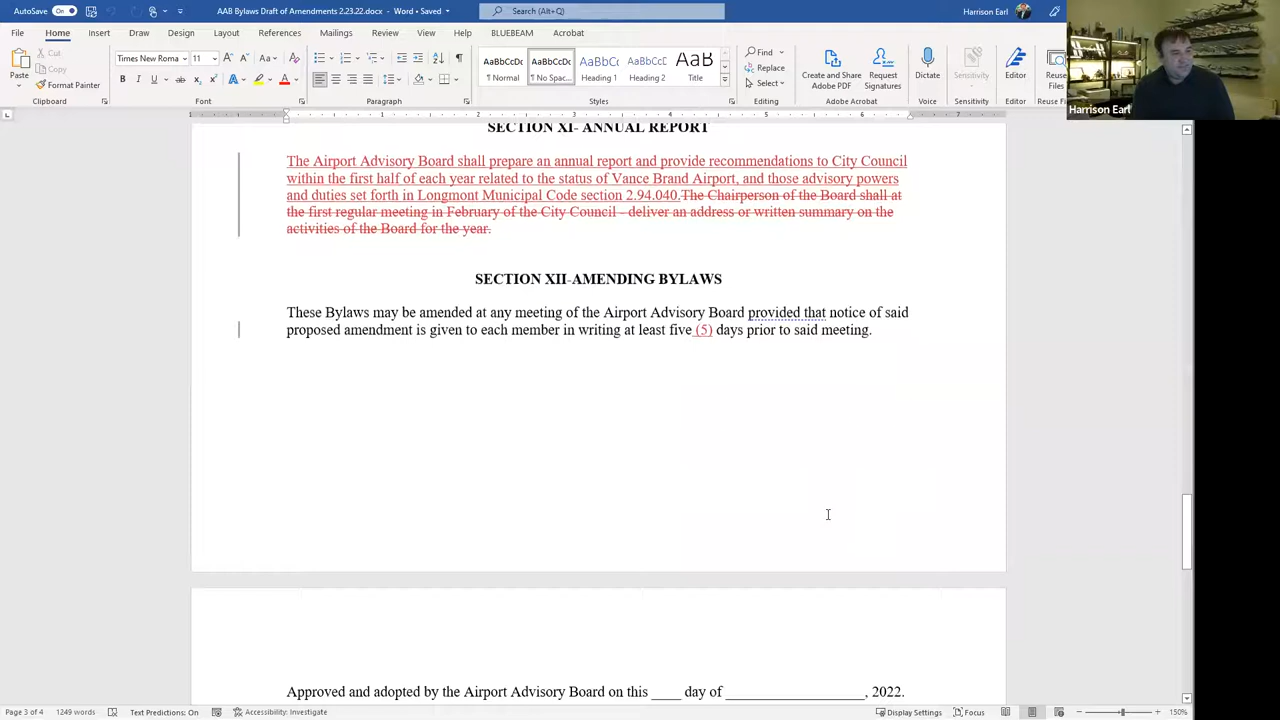 AutoSave On AAB Bylaws Draft of Amendments 2.23.22.docx - Word • Saved Search (Alt+Q) Harrison Earl
File Home Insert Draw Design Layout References Mailings Review View Help BLUEBEAM Acrobat
Paste Cut Copy Format Painter Clipboard
Times New Roma 11 Font
Paragraph
AaBbCcDc ¶ Normal AaBbCcDc ¶ No Spac... AaBbC Heading 1 AaBbCc Heading 2 AaB Title Styles
Find Replace Select Editing
Create and Share Adobe PDF Request Signatures Adobe Acrobat
Dictate Voice
Sensitivity Sensitivity
Editor Editor
Reuse Files Reuse F
Harrison Earl
SECTION XI- ANNUAL REPORT
The Airport Advisory Board shall prepare an annual report and provide recommendations to City Council
within the first half of each year related to the status of Vance Brand Airport, and those advisory powers
and duties set forth in Longmont Municipal Code section 2.94.040.The Chairperson of the Board shall at
the first regular meeting in February of the City Council - deliver an address or written summary on the
activities of the Board for the year.
SECTION XII-AMENDING BYLAWS
These Bylaws may be amended at any meeting of the Airport Advisory Board provided that notice of said
proposed amendment is given to each member in writing at least five (5) days prior to said meeting.
Approved and adopted by the Airport Advisory Board on this ____ day of ____________________, 2022.
Page 3 of 4 1249 words Text Predictions: On Accessibility: Investigate Display Settings Focus 150%